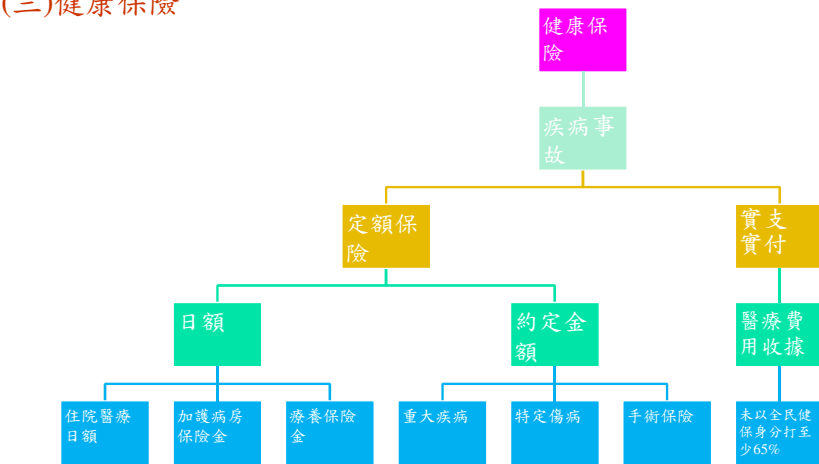 (三)健康保險
健康保
險
疾病事
故
定額保
險
實支
實付
日額
約定金
額
醫療費
用收據
住院醫療
日額
加護病房
保險金
療養保險
金
重大疾病
特定傷病
手術保險
未以全民健
保身分打至
少65%